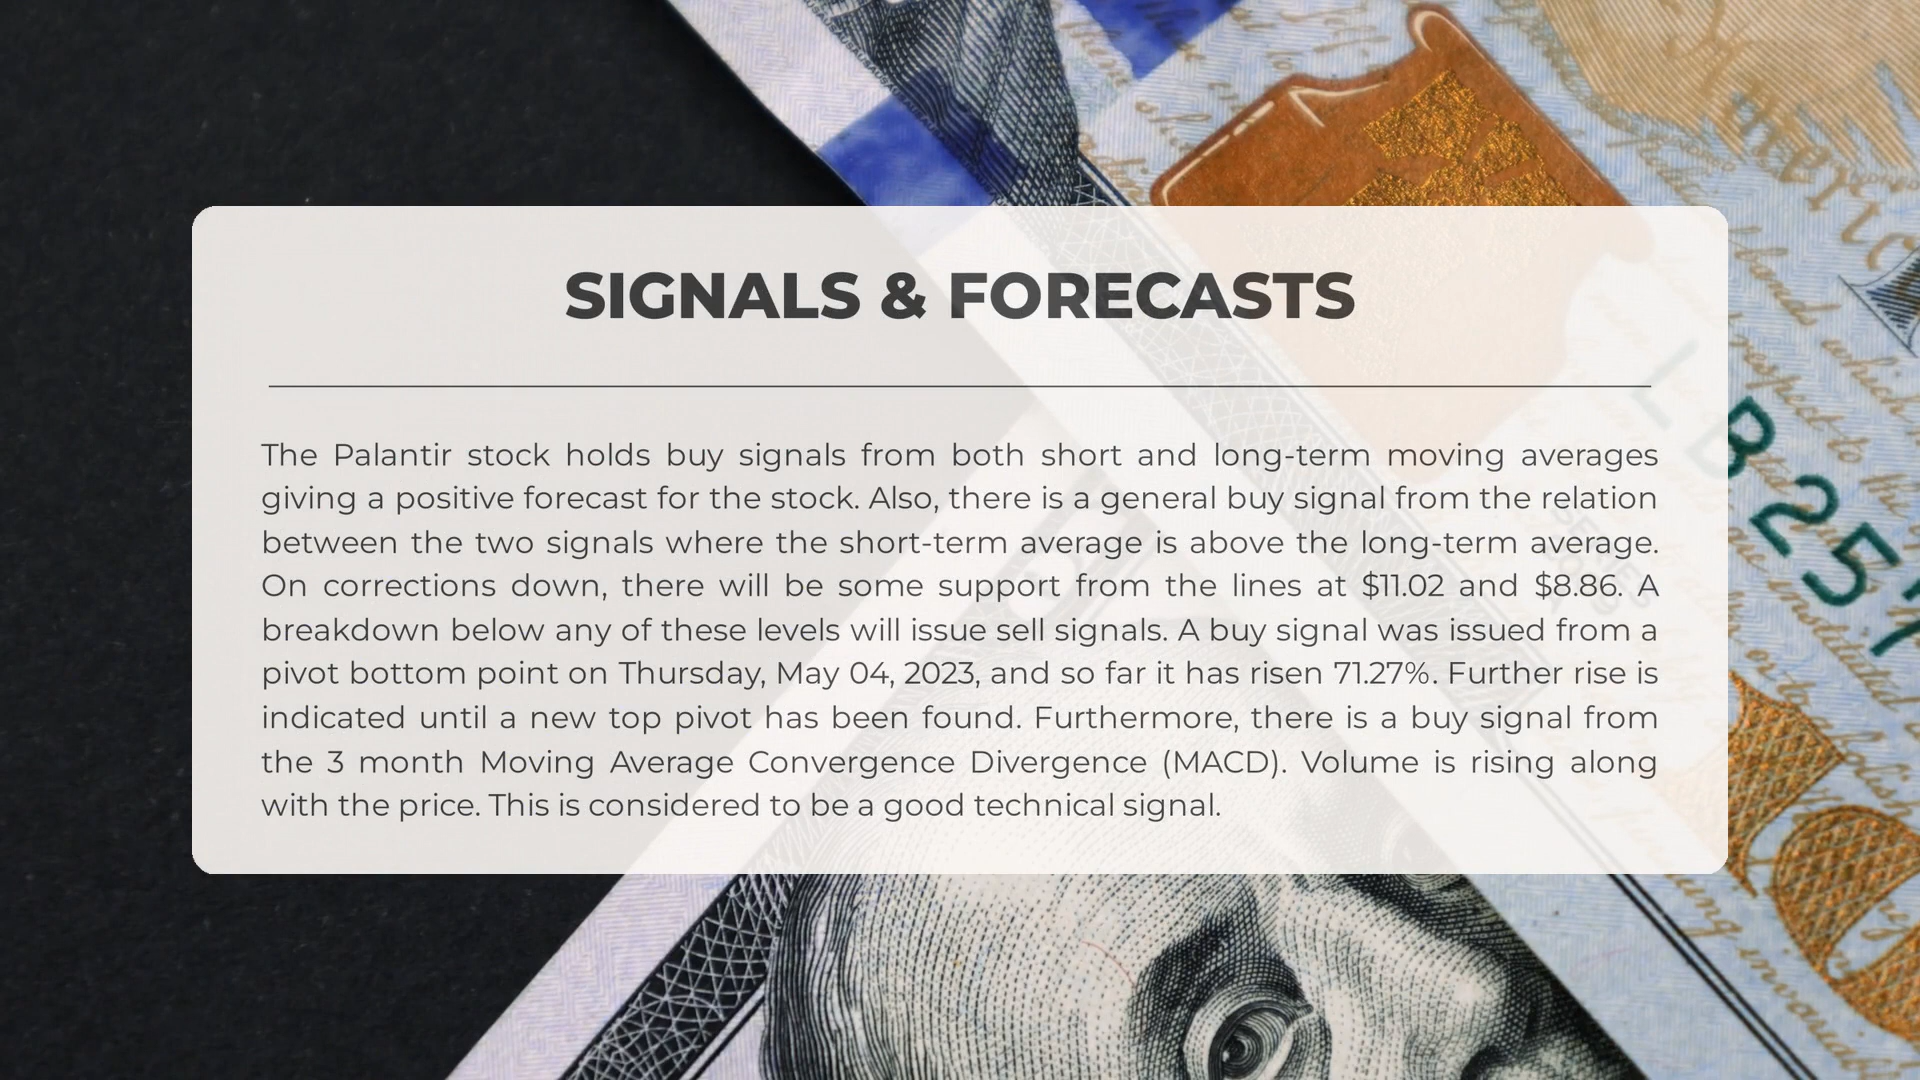 SIGNALS & FORECASTS
The Palantir stock holds buy signals from both short and long-term moving averages
giving a positive forecast for the stock. Also, there is a general buy signal from the relation
between the two signals where the short-term average is above the long-term average.
On corrections down, there will be some support from the lines at $11.02 and $8.86. A
breakdown below any of these levels will issue sell signals. A buy signal was issued from a
pivot bottom point on Thursday, May 04, 2023, and so far it has risen 71.27%. Further rise is
indicated until a new top pivot has been found. Furthermore, there is a buy signal from
the 3 month Moving Average Convergence Divergence (MACD). Volume is rising along
with the price. This is considered to be a good technical signal.